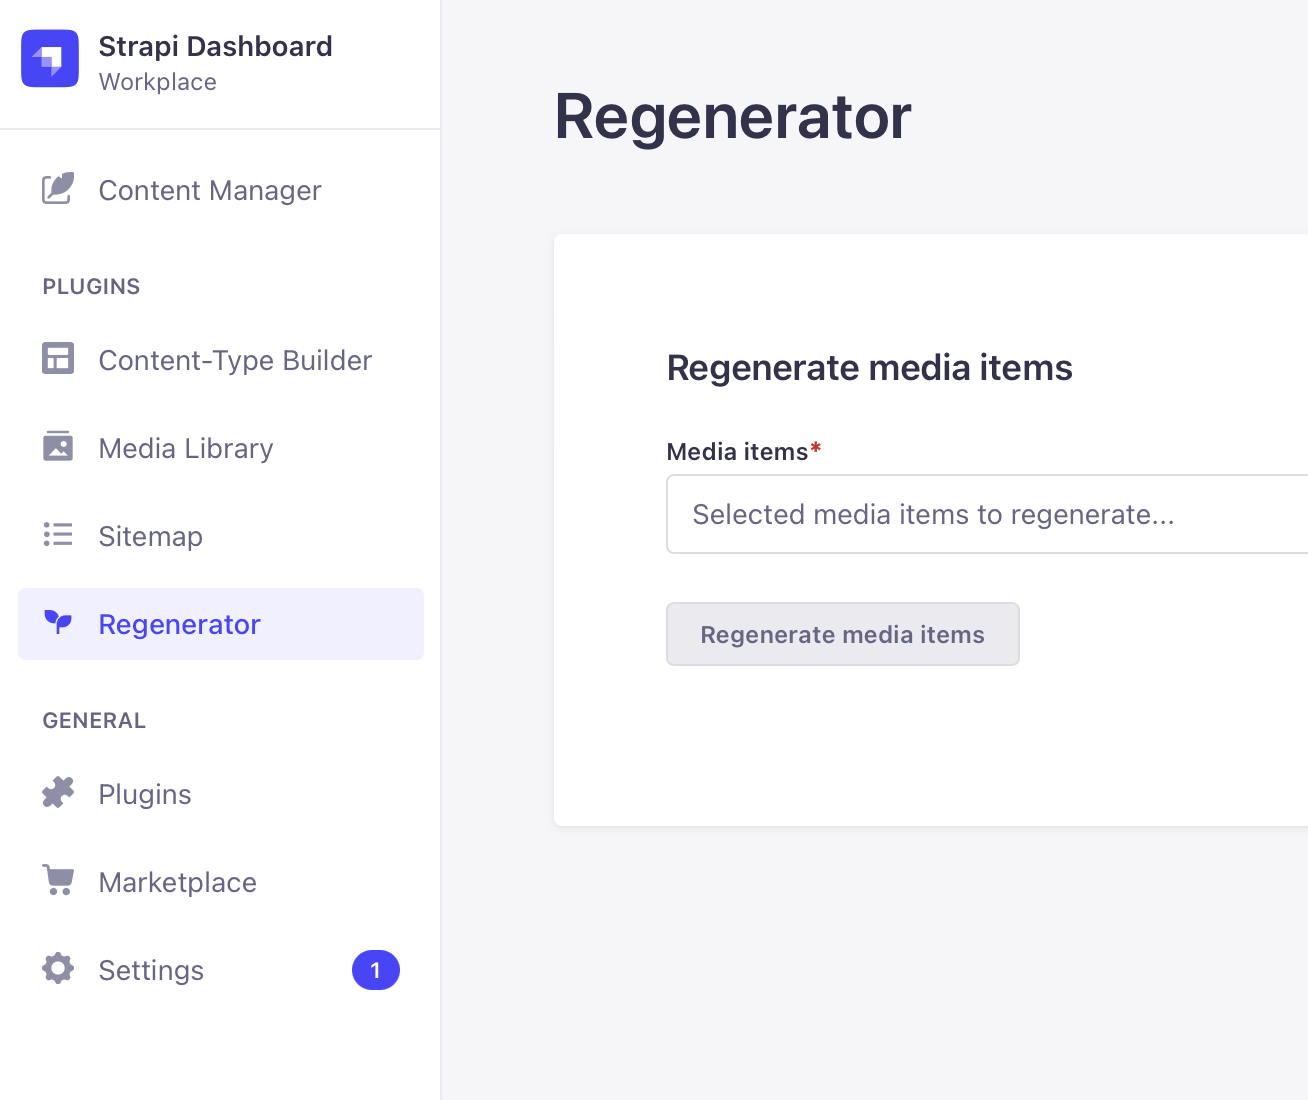 Strapi Dashboard
Workplace
Content Manager
PLUGINS
Content-Type Builder
Media Library
Sitemap
Regenerator
GENERAL
Plugins
Marketplace
Settings
1
Regenerator
Regenerate media items
Media items*
Selected media items to regenerate...
Regenerate media items